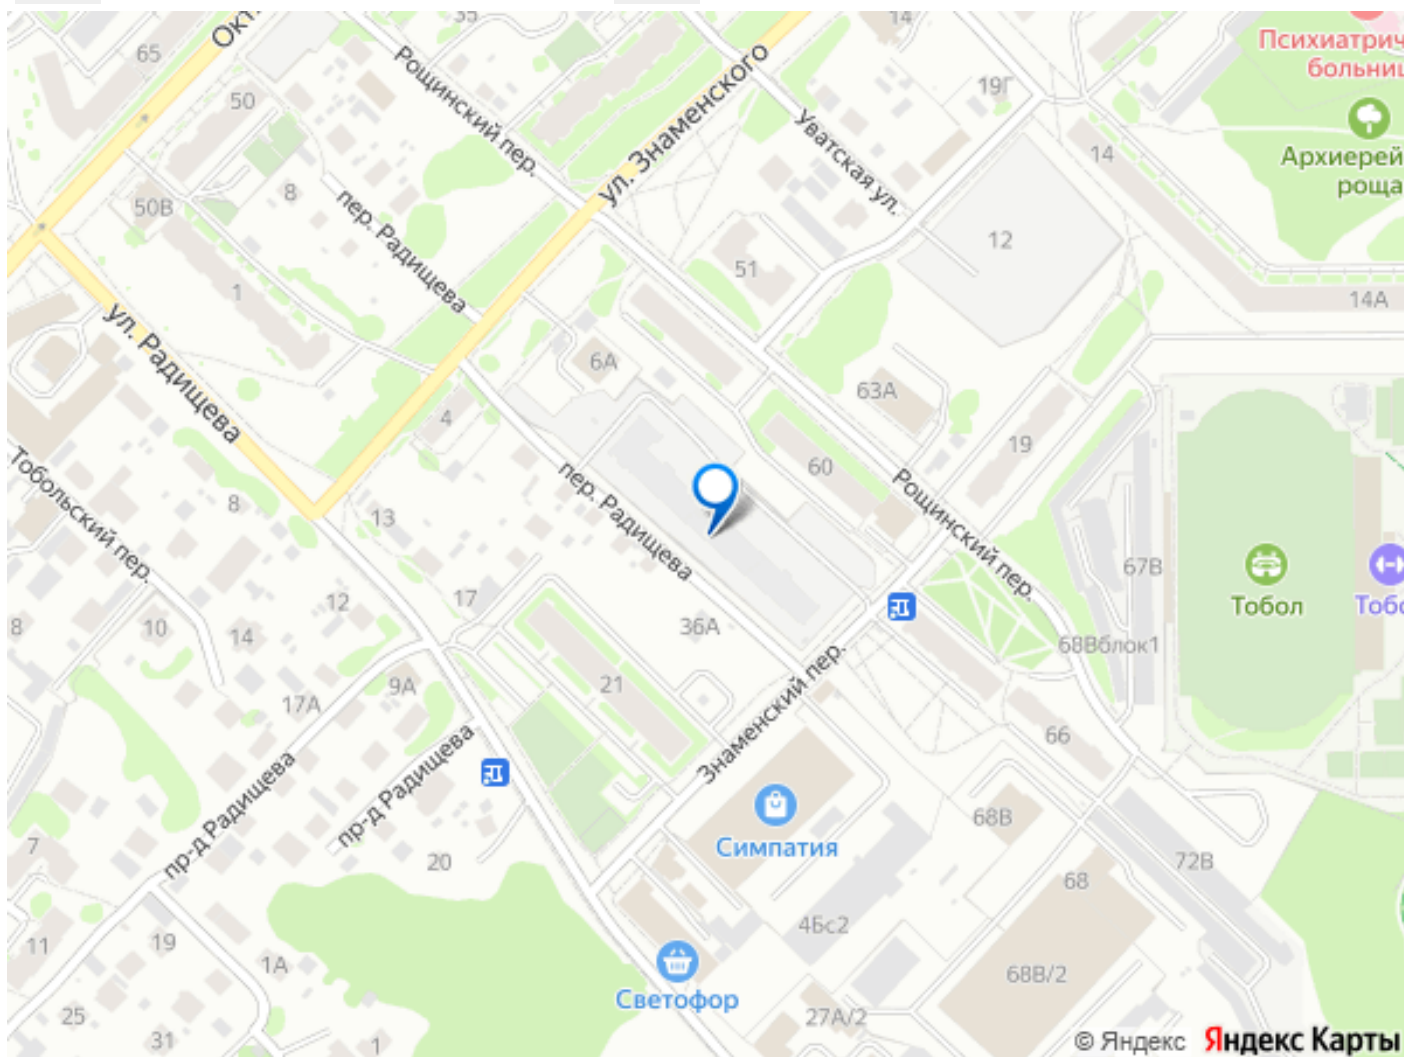 Окт
35
14
65
Рощинский пер.
ул. Знаменского
Психиатрич
больниц
50
19Г
Уватская ул.
Архиерей
роща
14
8
50В
пер. Радищева
12
51
1
14А
ул. Радищева
6А
63А
4
19
60
Тобольский пер.
пер. Радищева
Рощинский пер.
8
13
67В
Тобол
Тобо
17
12
8
10
14
36А
68Вблок1
21
9А
17А
Знаменский пер.
66
пр-д Радищева
пр-д Радищева
68В
Симпатия
7
20
72В
68
4Бс2
19
11
1А
68В/2
Светофор
25
27А/2
31
1
© Яндекс Яндекс Карты